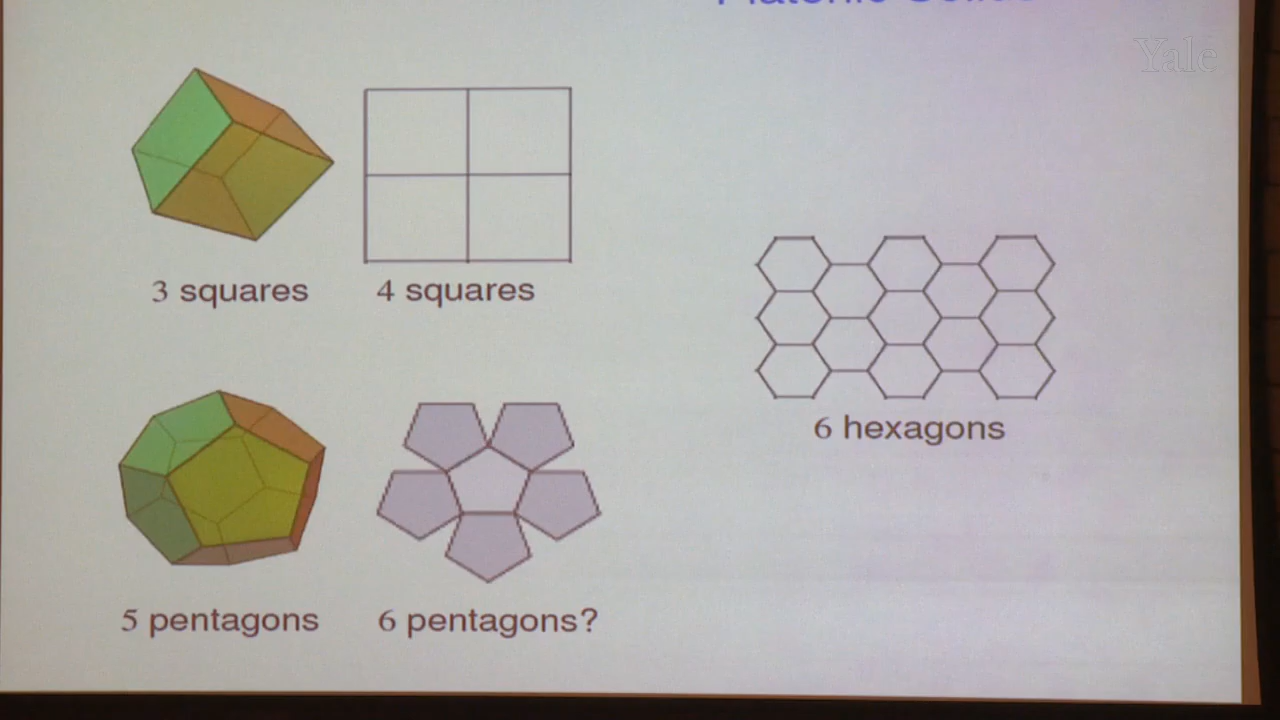 Yale
3 squares
4 squares
6 hexagons
5 pentagons
6 pentagons?